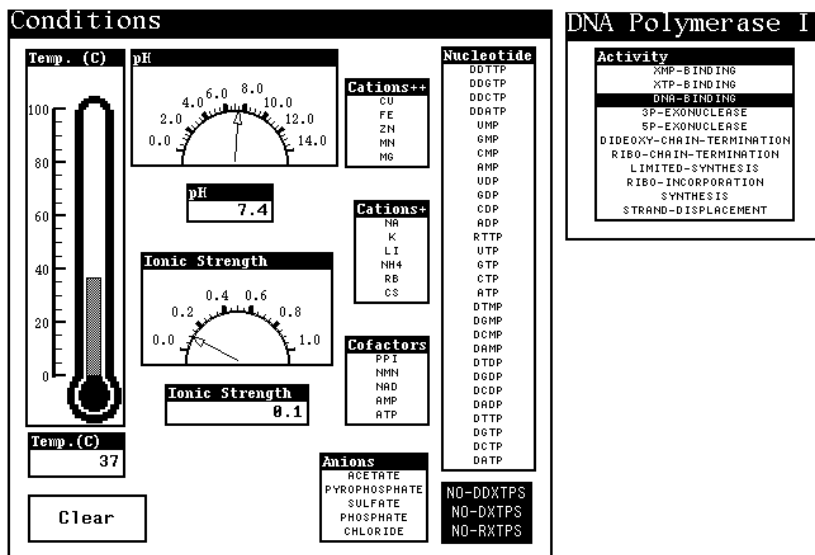 Conditions
Temp. (C)
100
80
60
40
20
0
Temp.(C)
37
Clear
pH
0.0 2.0 4.0 6.0 8.0 10.0 12.0 14.0
pH
7.4
Ionic Strength
0.0 0.2 0.4 0.6 0.8 1.0
Ionic Strength
0.1
Cations++
CU
FE
ZN
MN
MG
Cations+
NA
K
LI
NH4
RB
CS
Cofactors
PPI
NMN
NAD
AMP
ATP
Anions
ACETATE
PYROPHOSPHATE
SULFATE
PHOSPHATE
CHLORIDE
Nucleotide
DDTTP
DDGTP
DDCTP
DDATP
UMP
GMP
CMP
AMP
UDP
GDP
CDP
ADP
RTTP
UTP
GTP
CTP
ATP
DTMP
DGMP
DCMP
DAMP
DTDP
DGDP
DCDP
DADP
DTTP
DGTP
DCTP
DATP
NO-DDXTPS
NO-DXTPS
NO-RXTPS
DNA Polymerase I
Activity
XMP-BINDING
XTP-BINDING
DNA-BINDING
3P-EXONUCLEASE
5P-EXONUCLEASE
DIDEOXY-CHAIN-TERMINATION
RIBO-CHAIN-TERMINATION
LIMITED-SYNTHESIS
RIBO-INCORPORATION
SYNTHESIS
STRAND-DISPLACEMENT